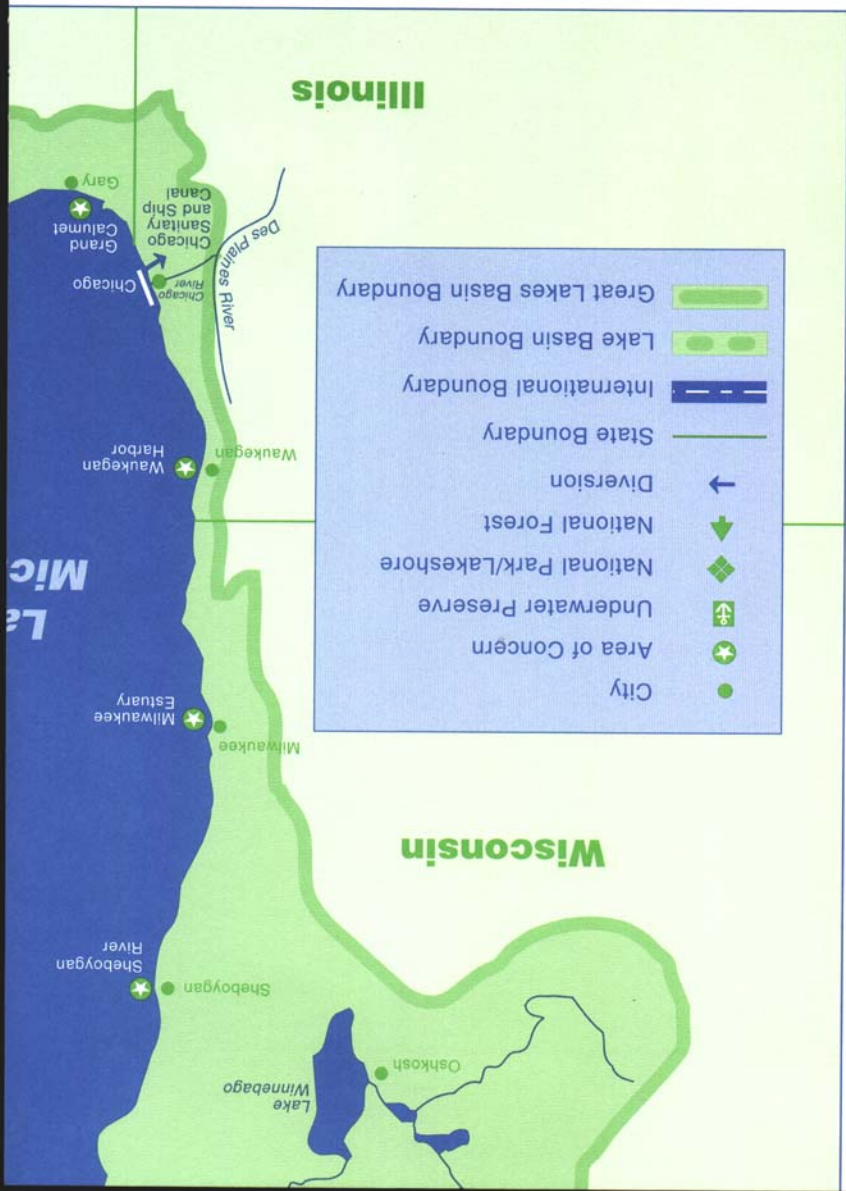 Lake
Winnebago
Oshkosh
Sheboygan
Sheboygan
River
Wisconsin
Milwaukee
Milwaukee
Estuary
La
Mic
City
Area of Concern
Underwater Preserve
National Park/Lakeshore
National Forest
Diversion
State Boundary
International Boundary
Lake Basin Boundary
Great Lakes Basin Boundary
Waukegan
Waukegan
Harbor
Des Plaines River
Chicago
River
Chicago
Chicago
Sanitary
and Ship
Canal
Grand
Calumet
Gary
Illinois